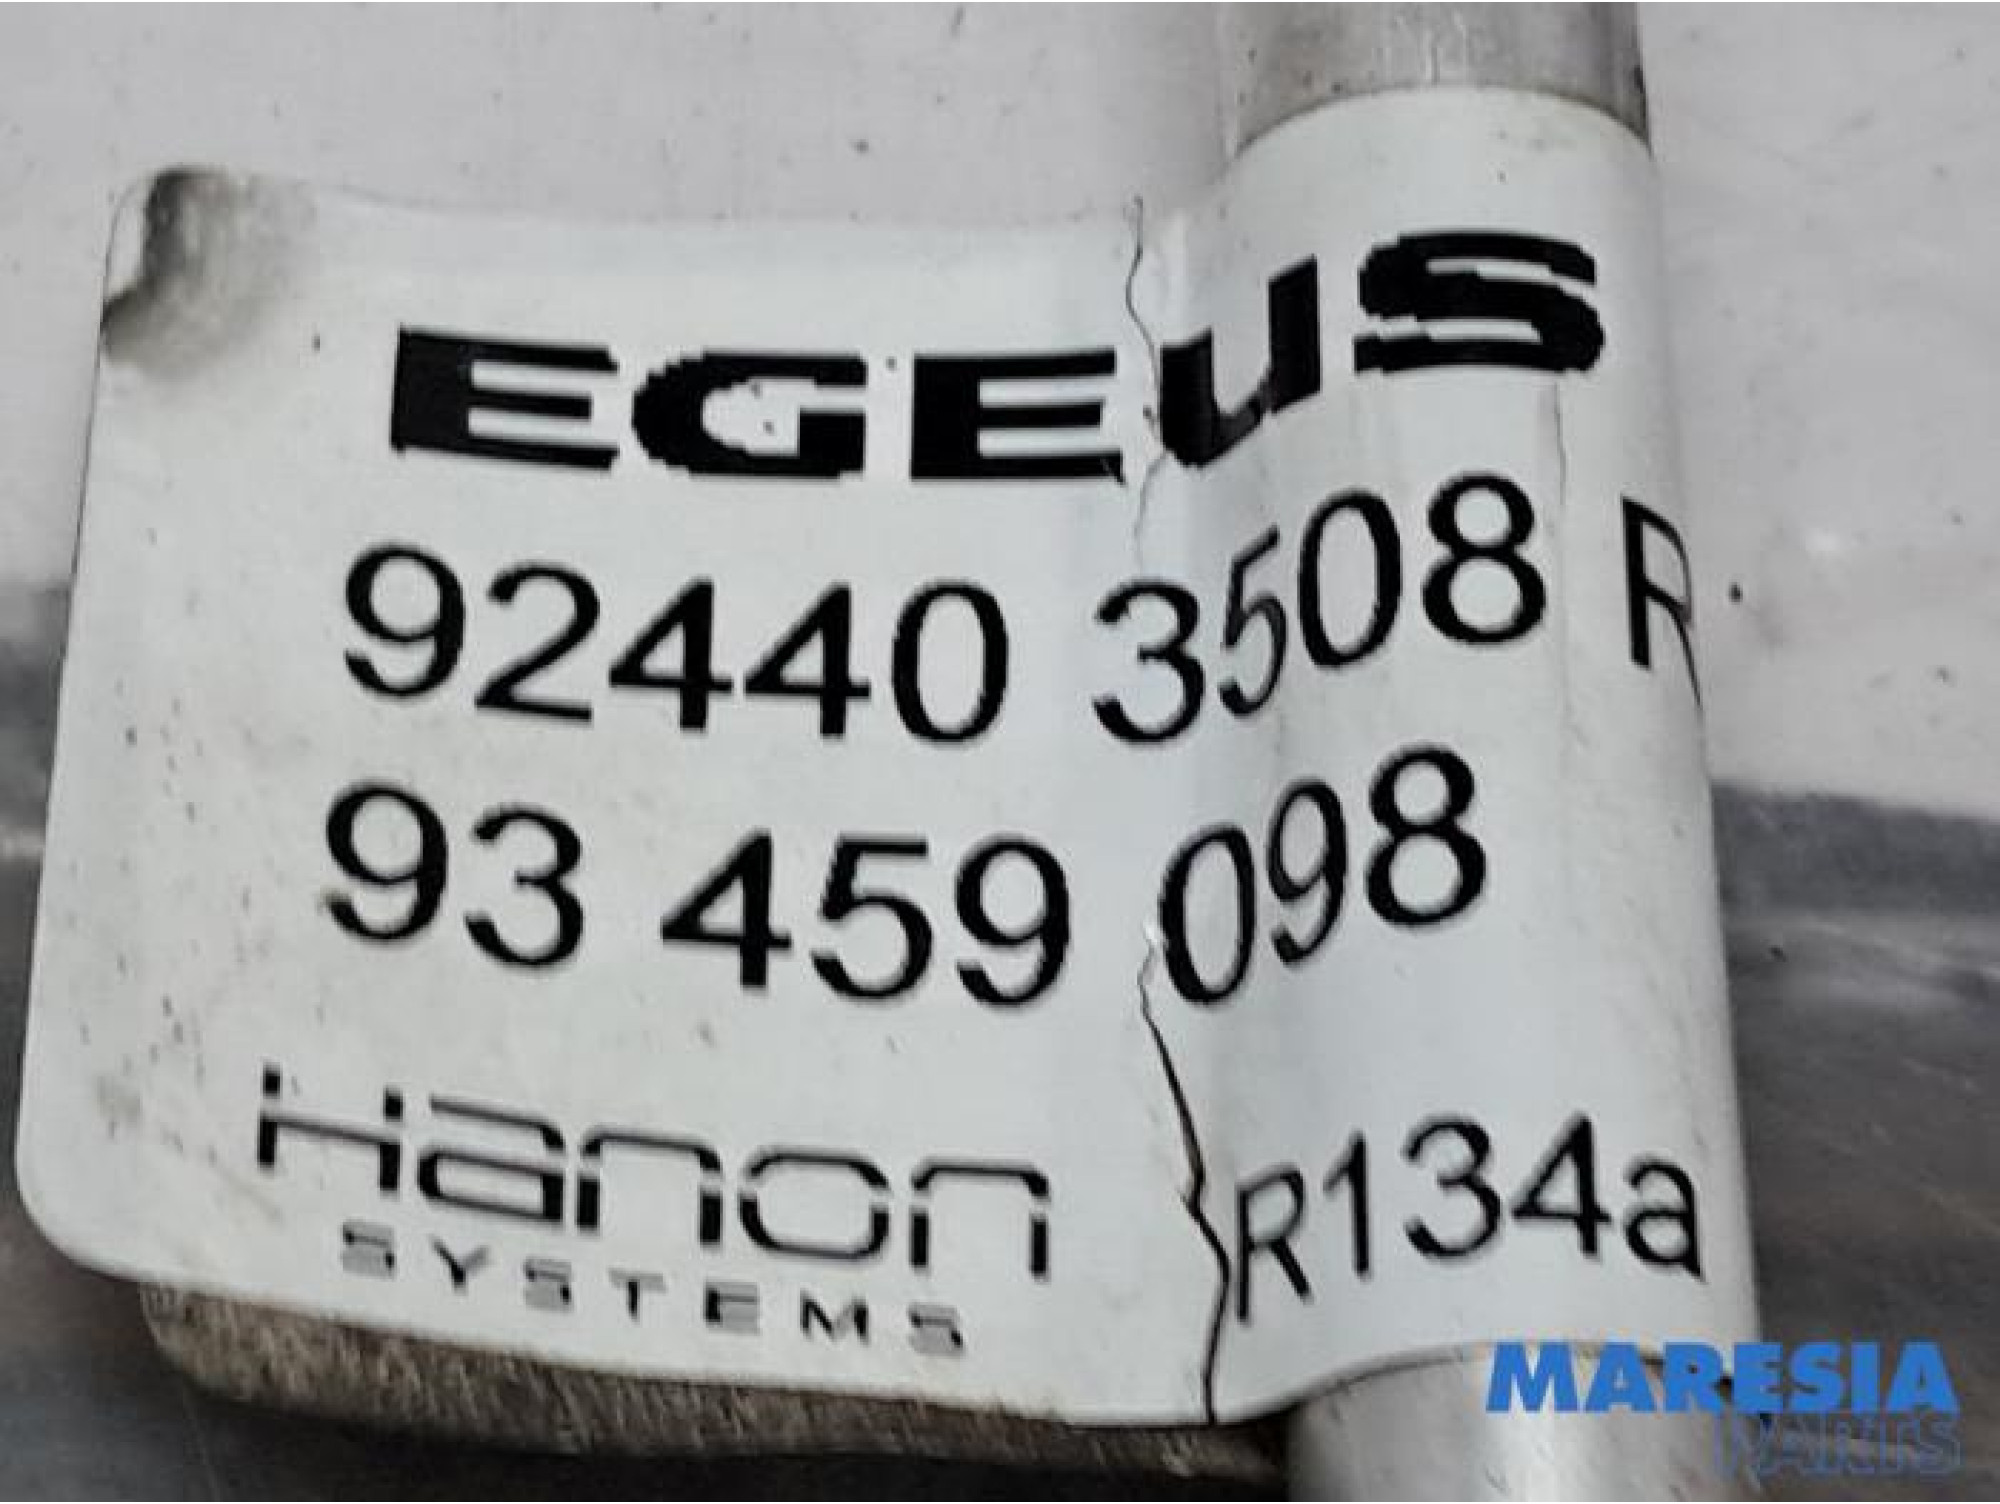 EGEUS
92440 3508 R
93 459 098
Hanon
SYSTEMS
R134a
MARESIA
PARTS